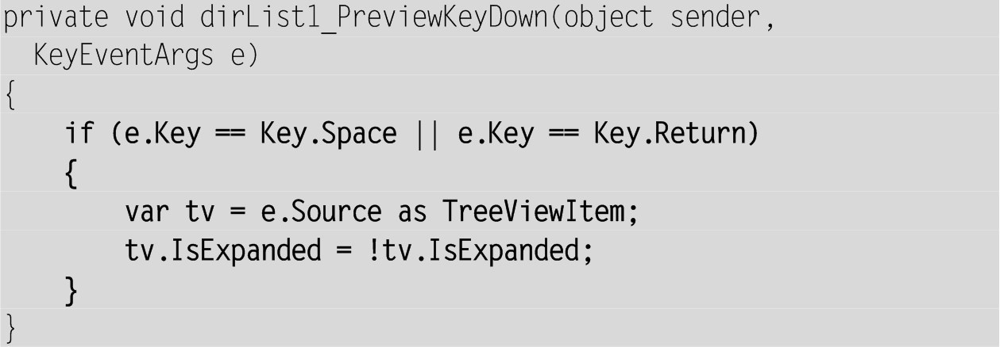 private void dirList1_PreviewKeyDown(object sender,
  KeyEventArgs e)
{
    if (e.Key == Key.Space || e.Key == Key.Return)
    {
        var tv = e.Source as TreeViewItem;
        tv.IsExpanded = !tv.IsExpanded;
    }
}